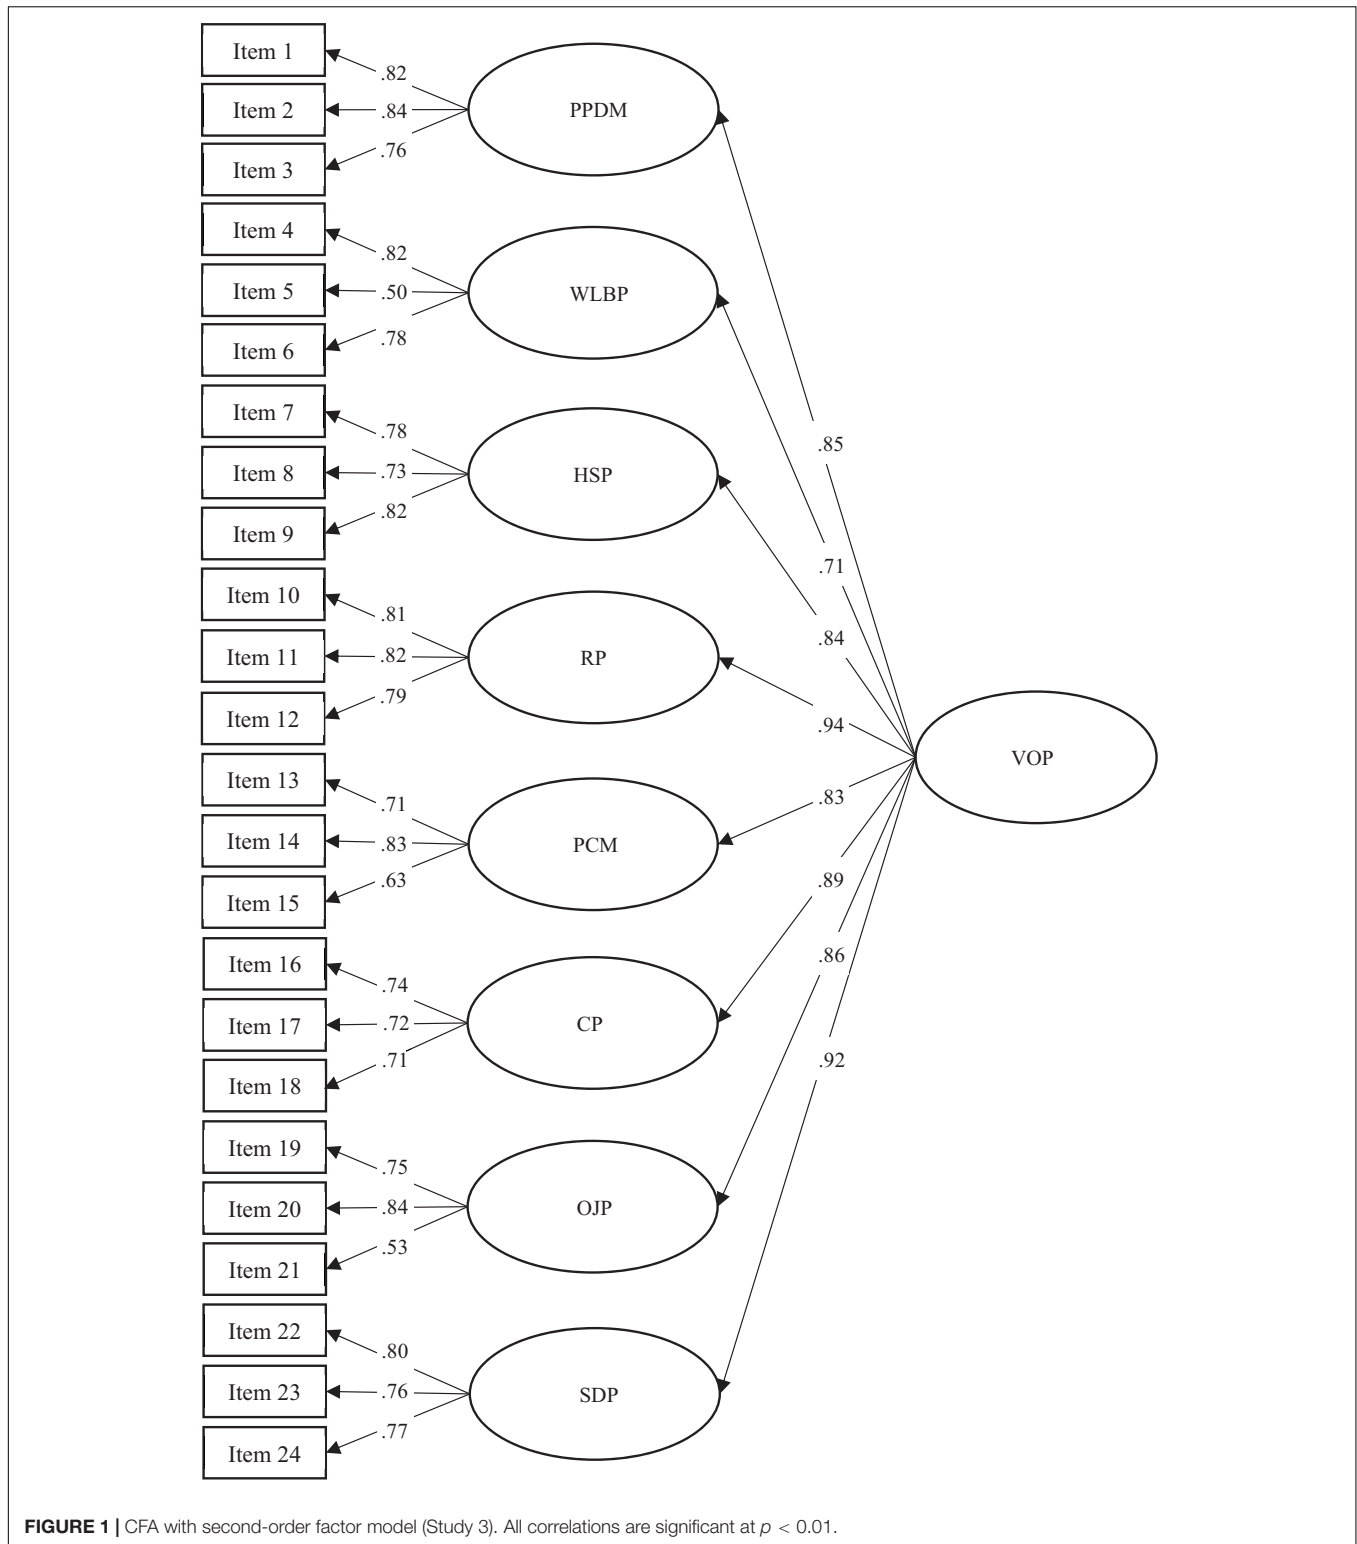 Item 1
.82
Item 2
.84
PPDM
Item 3
.76
Item 4
.82
Item 5
.50
WLBP
Item 6
.78
Item 7
.78
Item 8
.73
HSP
Item 9
.82
Item 10
.81
Item 11
.82
RP
Item 12
.79
Item 13
.71
Item 14
.83
PCM
Item 15
.63
Item 16
.74
Item 17
.72
CP
Item 18
.71
Item 19
.75
Item 20
.84
OJP
Item 21
.53
Item 22
.80
Item 23
.76
SDP
Item 24
.77
.85
.71
.84
.94
.83
.89
.86
.92
VOP
FIGURE 1 | CFA with second-order factor model (Study 3). All correlations are significant at p < 0.01.